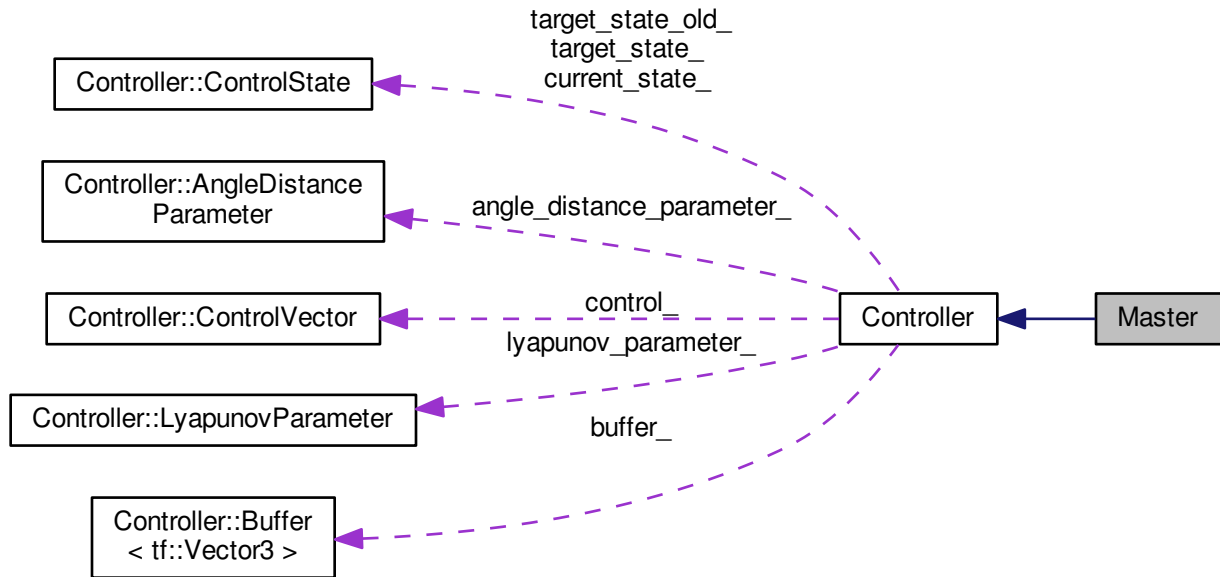 target_state_old_
target_state_
current_state_
Controller::ControlState
Controller::AngleDistance
Parameter
angle_distance_parameter_
Controller::ControlVector
control_
Controller
Master
lyapunov_parameter_
Controller::LyapunovParameter
buffer_
Controller::Buffer
< tf::Vector3 >